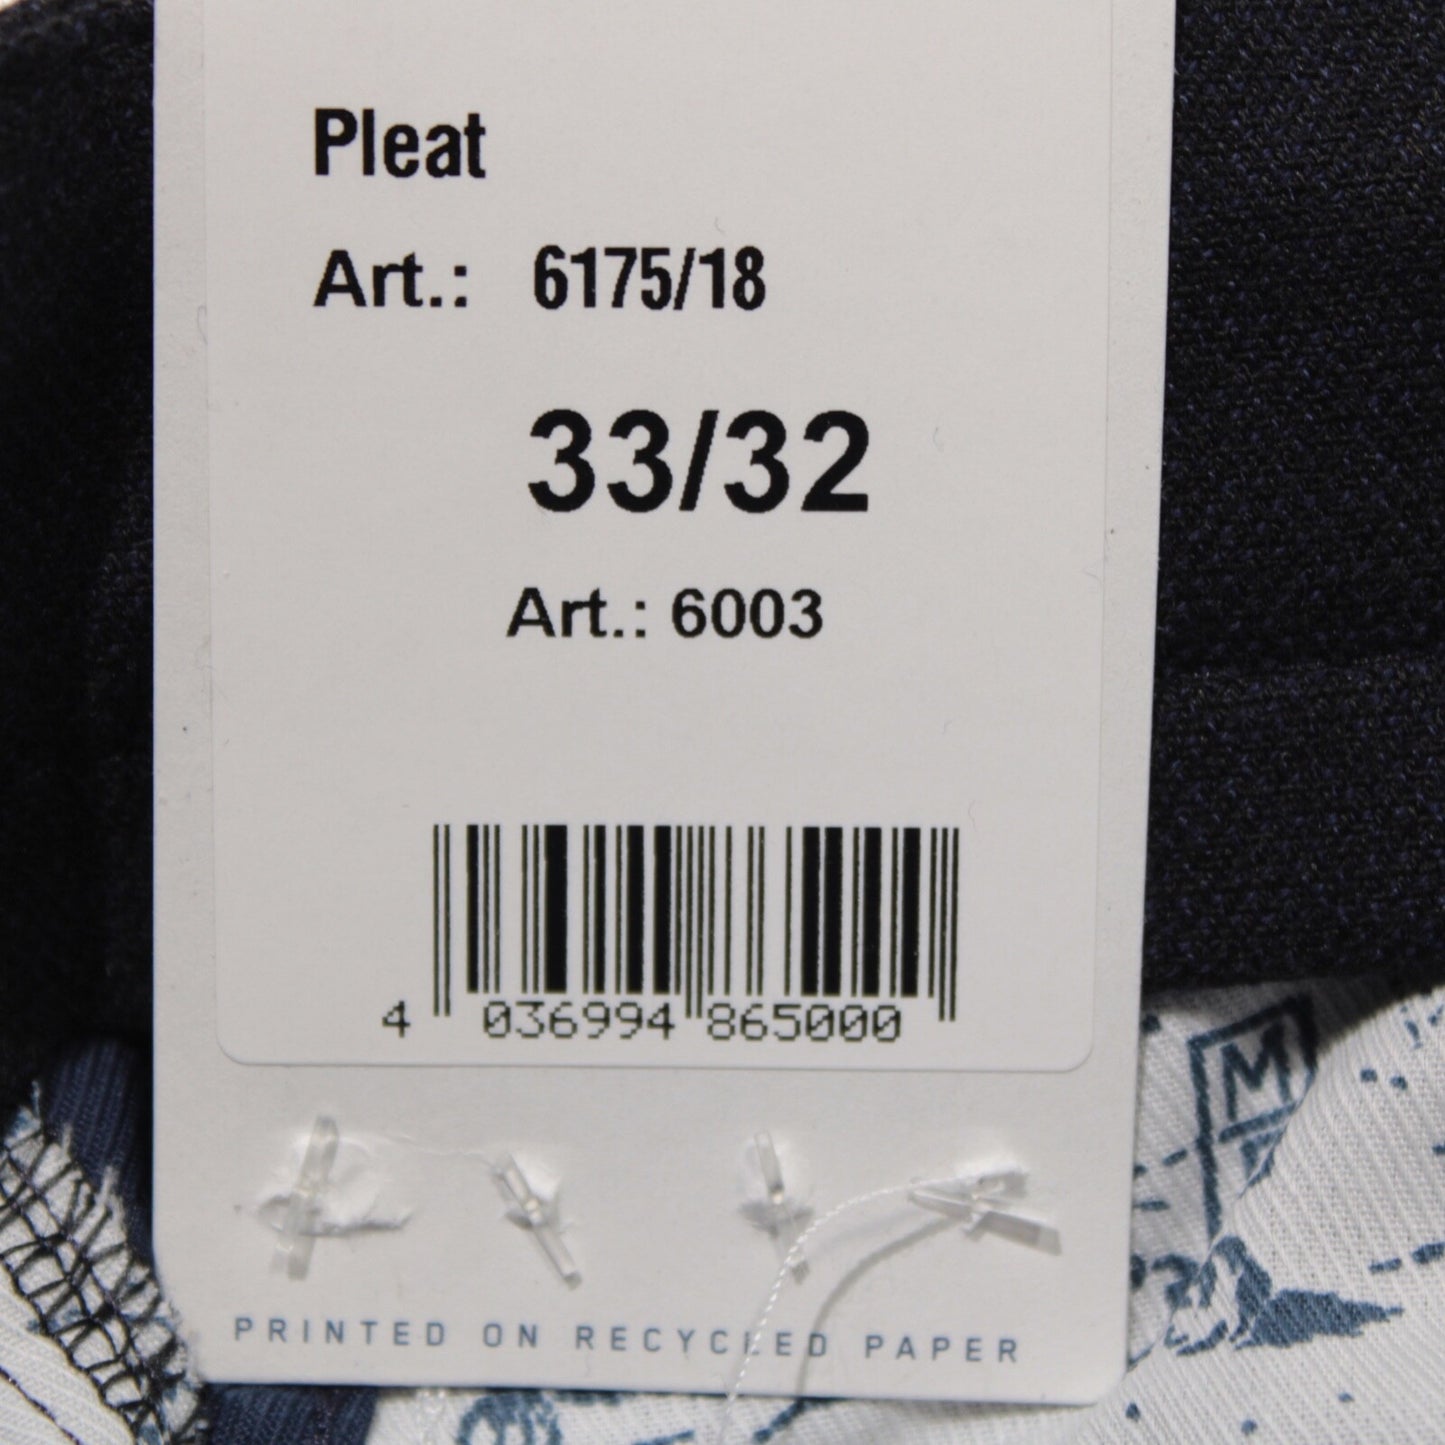 Pleat
Art.: 6175/18
33/32
Art.: 6003
4 036994 865000
PRINTED ON RECYCLED PAPER
M